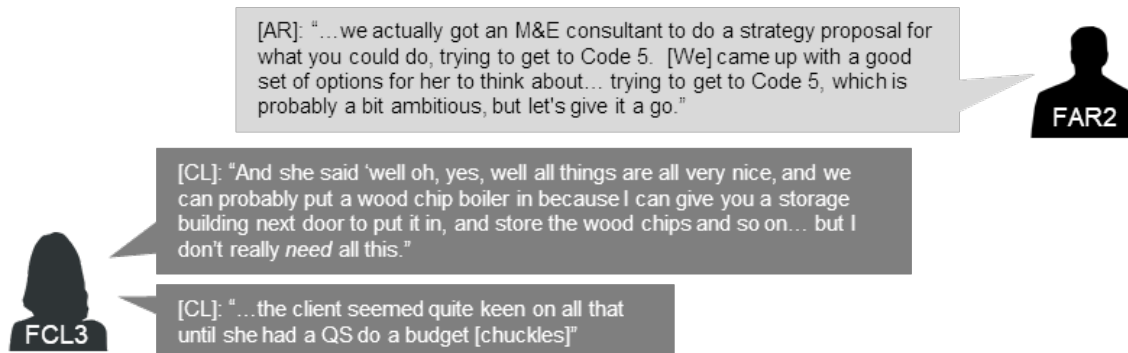 [AR]: “…we actually got an M&E consultant to do a strategy proposal for
what you could do, trying to get to Code 5.  [We] came up with a good
set of options for her to think about… trying to get to Code 5, which is
probably a bit ambitious, but let's give it a go.”
FAR2
[CL]: “And she said ‘well oh, yes, well all things are all very nice, and we
can probably put a wood chip boiler in because I can give you a storage
building next door to put it in, and store the wood chips and so on… but I
don’t really need all this.”
[CL]: “…the client seemed quite keen on all that
until she had a QS do a budget [chuckles]”
FCL3